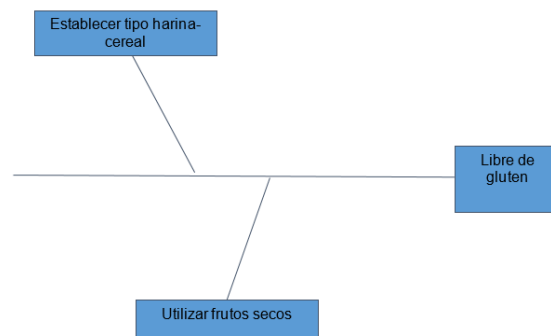 Establecer tipo harina-
cereal
Libre de
gluten
Utilizar frutos secos